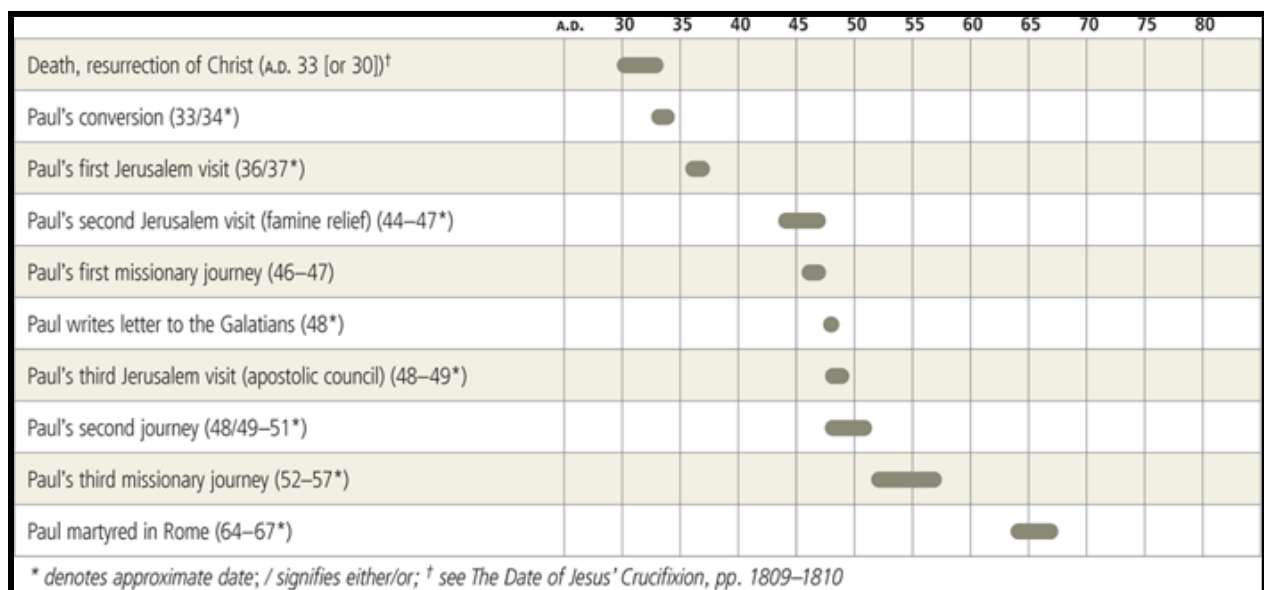 A.D. 30 35 40 45 50 55 60 65 70 75 80
Death, resurrection of Christ (A.D. 33 [or 30])†
Paul's conversion (33/34*)
Paul's first Jerusalem visit (36/37*)
Paul's second Jerusalem visit (famine relief) (44–47*)
Paul's first missionary journey (46–47)
Paul writes letter to the Galatians (48*)
Paul's third Jerusalem visit (apostolic council) (48–49*)
Paul's second journey (48/49–51*)
Paul's third missionary journey (52–57*)
Paul martyred in Rome (64–67*)
* denotes approximate date; / signifies either/or; † see The Date of Jesus' Crucifixion, pp. 1809–1810